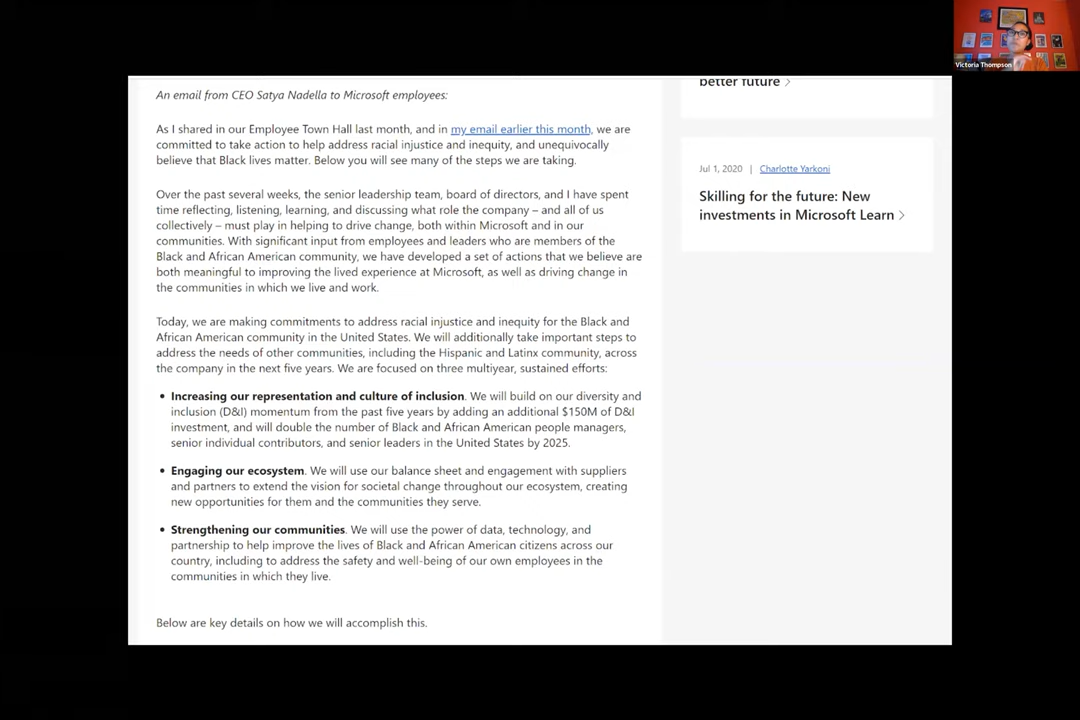 Victoria Thompson
An email from CEO Satya Nadella to Microsoft employees:
As I shared in our Employee Town Hall last month, and in my email earlier this month, we are
committed to take action to help address racial injustice and inequity, and unequivocally
believe that Black lives matter. Below you will see many of the steps we are taking.
Over the past several weeks, the senior leadership team, board of directors, and I have spent
time reflecting, listening, learning, and discussing what role the company – and all of us
collectively – must play in helping to drive change, both within Microsoft and in our
communities. With significant input from employees and leaders who are members of the
Black and African American community, we have developed a set of actions that we believe are
both meaningful to improving the lived experience at Microsoft, as well as driving change in
the communities in which we live and work.
Today, we are making commitments to address racial injustice and inequity for the Black and
African American community in the United States. We will additionally take important steps to
address the needs of other communities, including the Hispanic and Latinx community, across
the company in the next five years. We are focused on three multiyear, sustained efforts:
• Increasing our representation and culture of inclusion. We will build on our diversity and
inclusion (D&I) momentum from the past five years by adding an additional $150M of D&I
investment, and will double the number of Black and African American people managers,
senior individual contributors, and senior leaders in the United States by 2025.
• Engaging our ecosystem. We will use our balance sheet and engagement with suppliers
and partners to extend the vision for societal change throughout our ecosystem, creating
new opportunities for them and the communities they serve.
• Strengthening our communities. We will use the power of data, technology, and
partnership to help improve the lives of Black and African American citizens across our
country, including to address the safety and well-being of our own employees in the
communities in which they live.
Below are key details on how we will accomplish this.
better future >
Jul 1, 2020 | Charlotte Yarkoni
Skilling for the future: New
investments in Microsoft Learn >